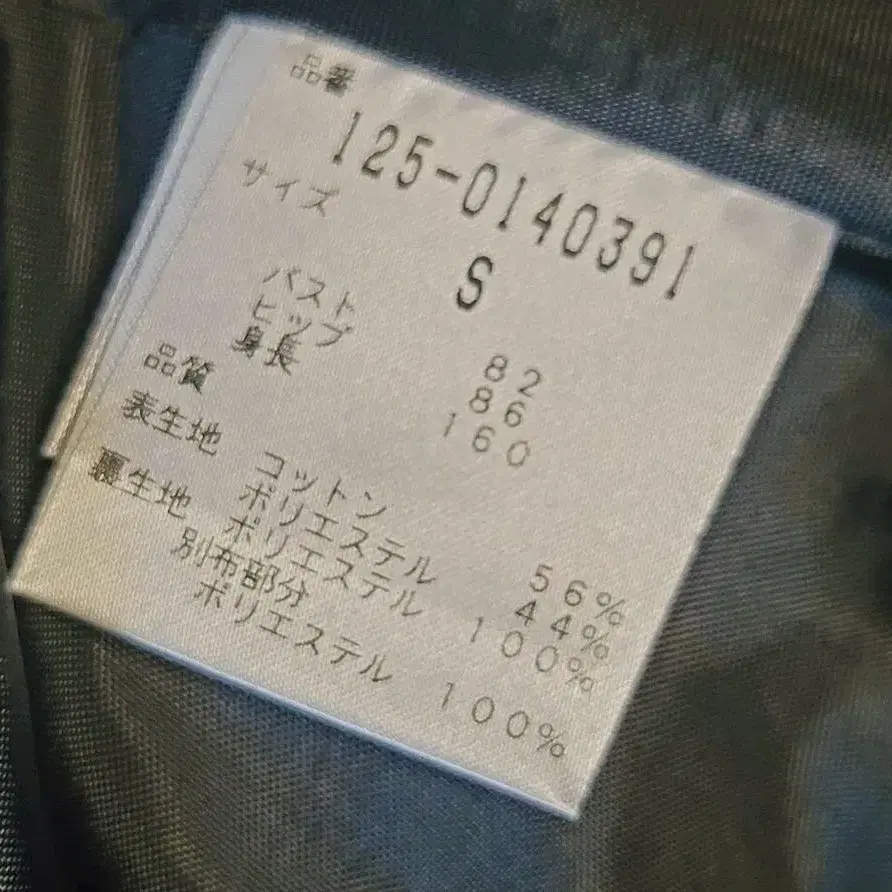 品番
125-0140391
サイズ
S
バスト 82
ヒップ 86
身長 160
品質
表生地 コットン 56%
ポリエステル 44%
裏生地 ポリエステル 100%
別布部分
ポリエステル 100%